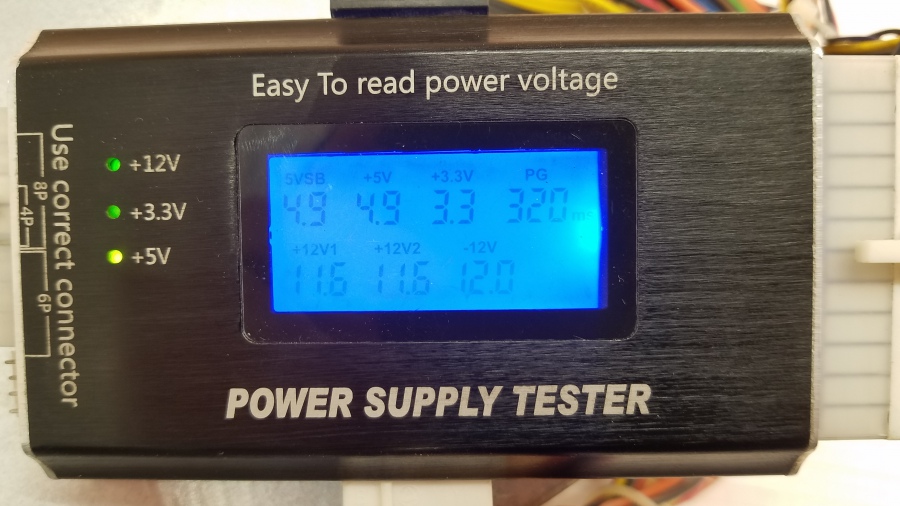 Easy To read power voltage
Use correct connector
8P
4P
6P
+12V
+3.3V
+5V
5VSB +5V +3.3V PG
4.9 4.9 3.3 320 ms
+12V1 +12V2 -12V
11.6 11.6 12.0
POWER SUPPLY TESTER